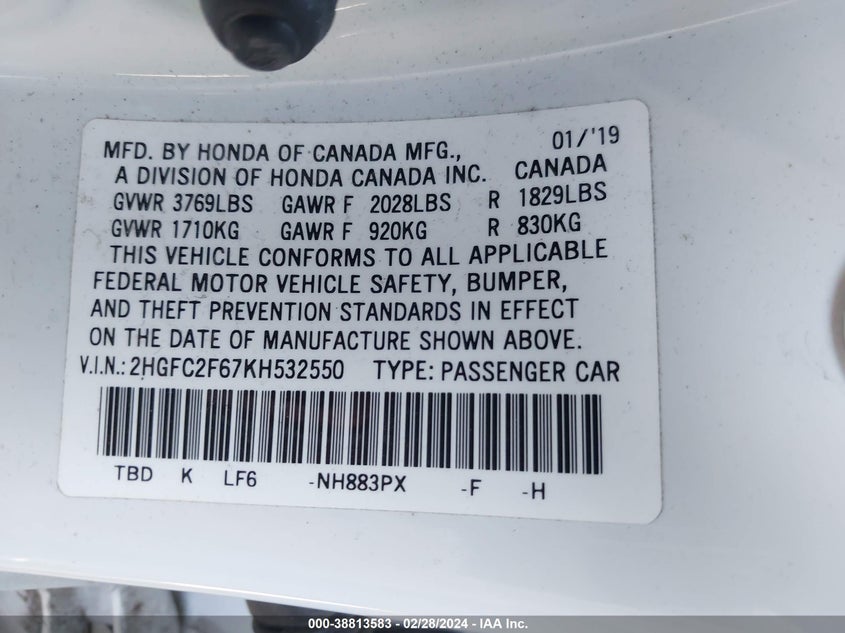 MFD. BY HONDA OF CANADA MFG., 01/'19
A DIVISION OF HONDA CANADA INC. CANADA
GVWR 3769LBS GAWR F 2028LBS R 1829LBS
GVWR 1710KG GAWR F 920KG R 830KG
THIS VEHICLE CONFORMS TO ALL APPLICABLE
FEDERAL MOTOR VEHICLE SAFETY, BUMPER,
AND THEFT PREVENTION STANDARDS IN EFFECT
ON THE DATE OF MANUFACTURE SHOWN ABOVE.
V.I.N.: 2HGFC2F67KH532550 TYPE: PASSENGER CAR
TBD K LF6 -NH883PX -F -H
000-38813583 - 02/28/2024 - IAA Inc.